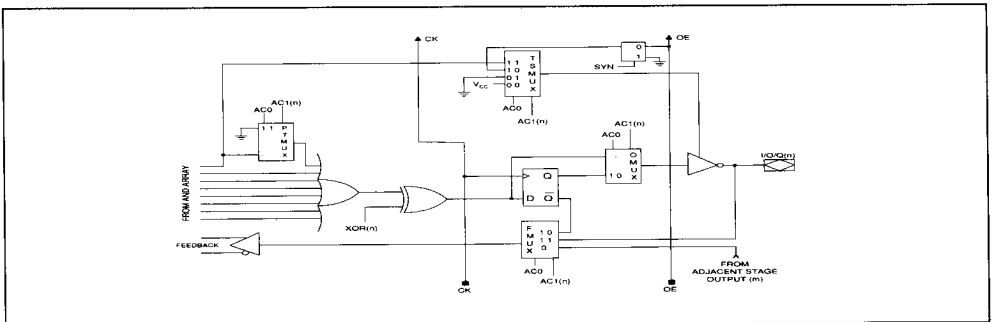 CK
OE
0
1
SYN
1 1
1 0
0 1
0 0
T
S
M
U
X
VCC
AC0
AC1(n)
AC0
AC1(n)
1 1
P
T
M
U
X
AC0
AC1(n)
1 0
O
M
U
X
I/O/Q(n)
FROM AND ARRAY
Q
D
Q
XOR(n)
FEEDBACK
F
M
U
X
1 0
1 1
0
AC0
AC1(n)
FROM
ADJACENT STAGE
OUTPUT (m)
CK
OE